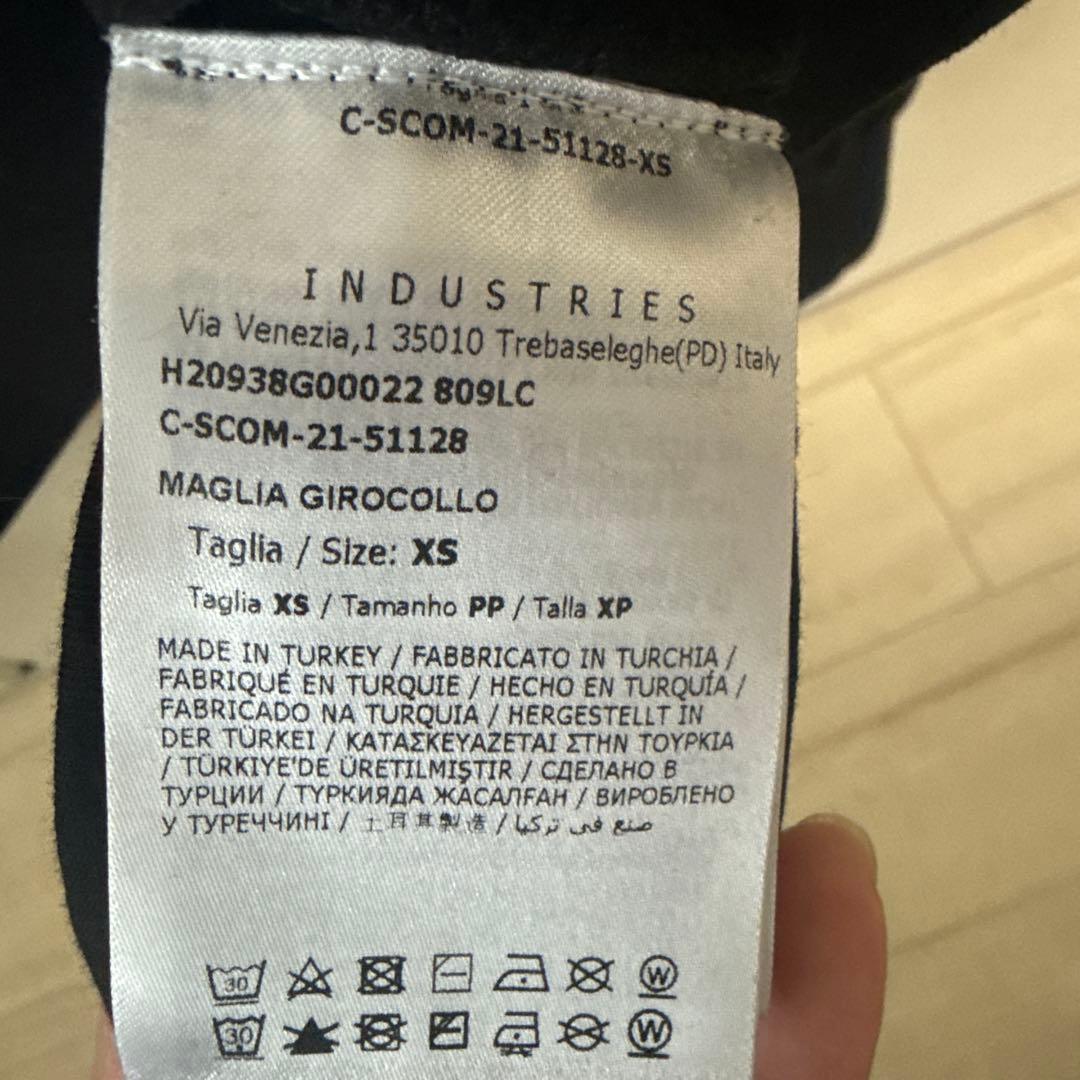 C-SCOM-21-51128-XS
INDUSTRIES
Via Venezia,1 35010 Trebaseleghe(PD) Italy
H20938G00022 809LC
C-SCOM-21-51128
MAGLIA GIROCOLLO
Taglia / Size: XS
Taglia XS / Tamanho PP / Talla XP
MADE IN TURKEY / FABBRICATO IN TURCHIA /
FABRIQUÉ EN TURQUIE / HECHO EN TURQUÍA /
FABRICADO NA TURQUIA / HERGESTELLT IN
DER TÜRKEI / ΚΑΤΑΣΚΕΥΑΖΕΤΑΙ ΣΤΗΝ ΤΟΥΡΚΙΑ
/ TÜRKIYE'DE ÜRETILMIŞTIR / СДЕЛАНО В
ТУРЦИИ / ТҮРКИЯДА ЖАСАЛҒАН / ВИРОБЛЕНО
У ТУРЕЧЧИНІ / 土耳其製造 / صنع في تركيا
30 W
30 W